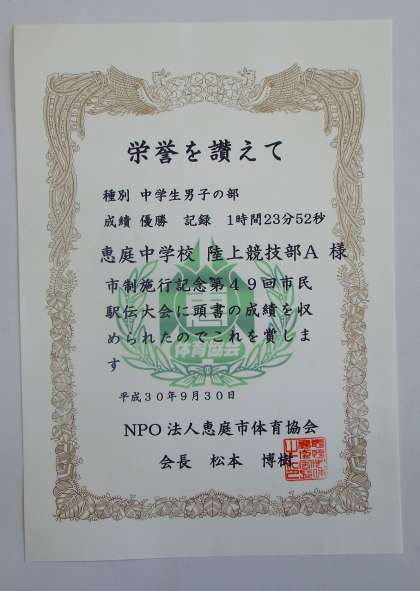 栄誉を讃えて
種別 中学生男子の部
成績 優勝 記録 1時間23分52秒
恵庭中学校 陸上競技部A 様
市制施行記念第49回市民
駅伝大会に頭書の成績を収
められたのでこれを賞しま
す
体育協会
平成30年9月30日
NPO法人恵庭市体育協会
会長 松本 博樹